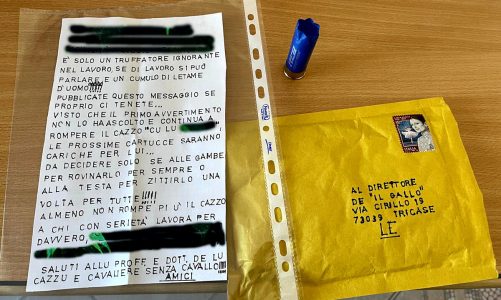 E' SOLO UN TRUFFATORE IGNORANTE
NEL LAVORO, SE DI LAVORO SI PUÓ
PARLARE E UN CUMULO DI LETAME
D'UOMO!!!!
PUBBLICATE QUESTO MESSAGGIO SE
PROPRIO CI TENETE...
VISTO CHE IL PRIMO AVVERTIMENTO
NON LO HA ASCOLTO E CONTINUA A
ROMPERE IL CAZZO "CU LU
LE PROSSIME CARTUCCE SARANNO
CARICHE PER LUI...
DA DECIDERE SOLO SE ALLE GAMBE
PER ROVINARLO PER SEMPRE O
ALLA TESTA PER ZITTIRLO UNA
VOLTA PER TUTTE!!!!
ALMENO NON ROMPE PIU' IL CAZZO
A CHI CON SERIETÁ LAVORA PER
DAVVERO,
SALUTI ALLU PROFF. E DOTT. DE LU
CAZZU E CAVALIERE SENZA CAVALLO!!!!
AMICI
AL DIRETTORE
DE "IL GALLO"
VIA CIRILLO 19
73039 TRICASE
LE